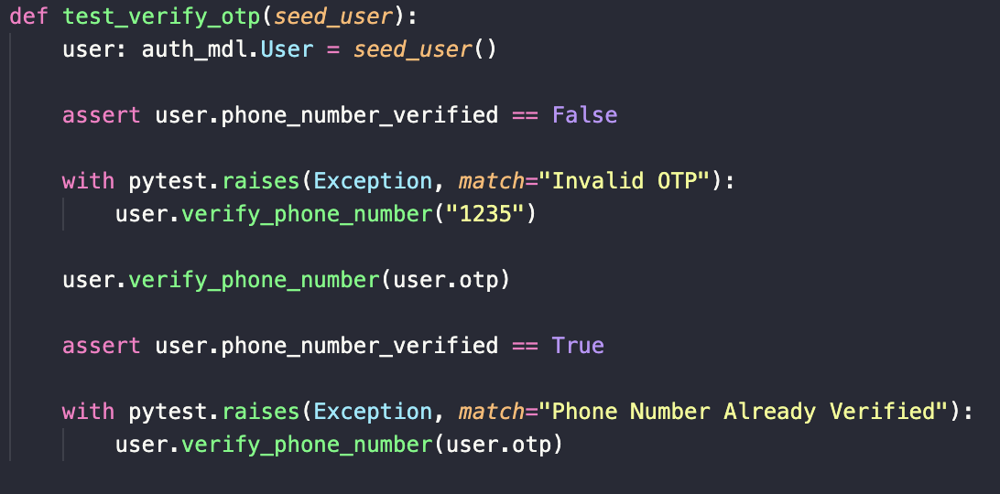 def test_verify_otp(seed_user):
    user: auth_mdl.User = seed_user()

    assert user.phone_number_verified == False

    with pytest.raises(Exception, match="Invalid OTP"):
        user.verify_phone_number("1235")

    user.verify_phone_number(user.otp)

    assert user.phone_number_verified == True

    with pytest.raises(Exception, match="Phone Number Already Verified"):
        user.verify_phone_number(user.otp)